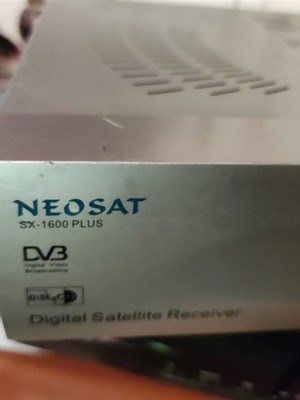 NEOSAT
SX-1600 PLUS
DVB
Digital Video
Broadcasting
DiSEqC
Digital Satellite Receiver